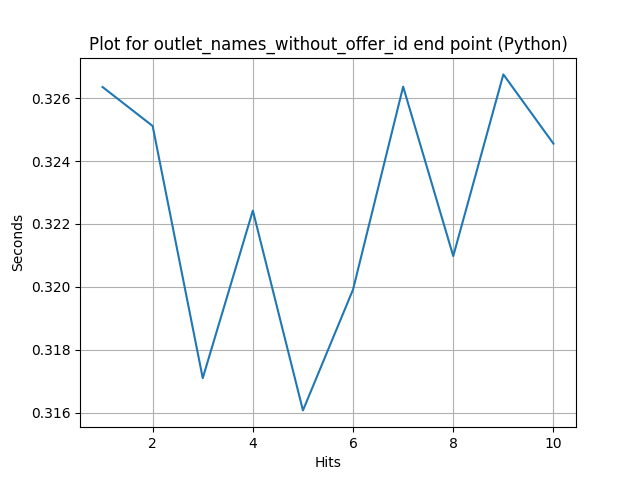 Plot for outlet_names_without_offer_id end point (Python)
0.326
0.324
0.322
0.320
0.318
0.316
Seconds
2 4 6 8 10
Hits